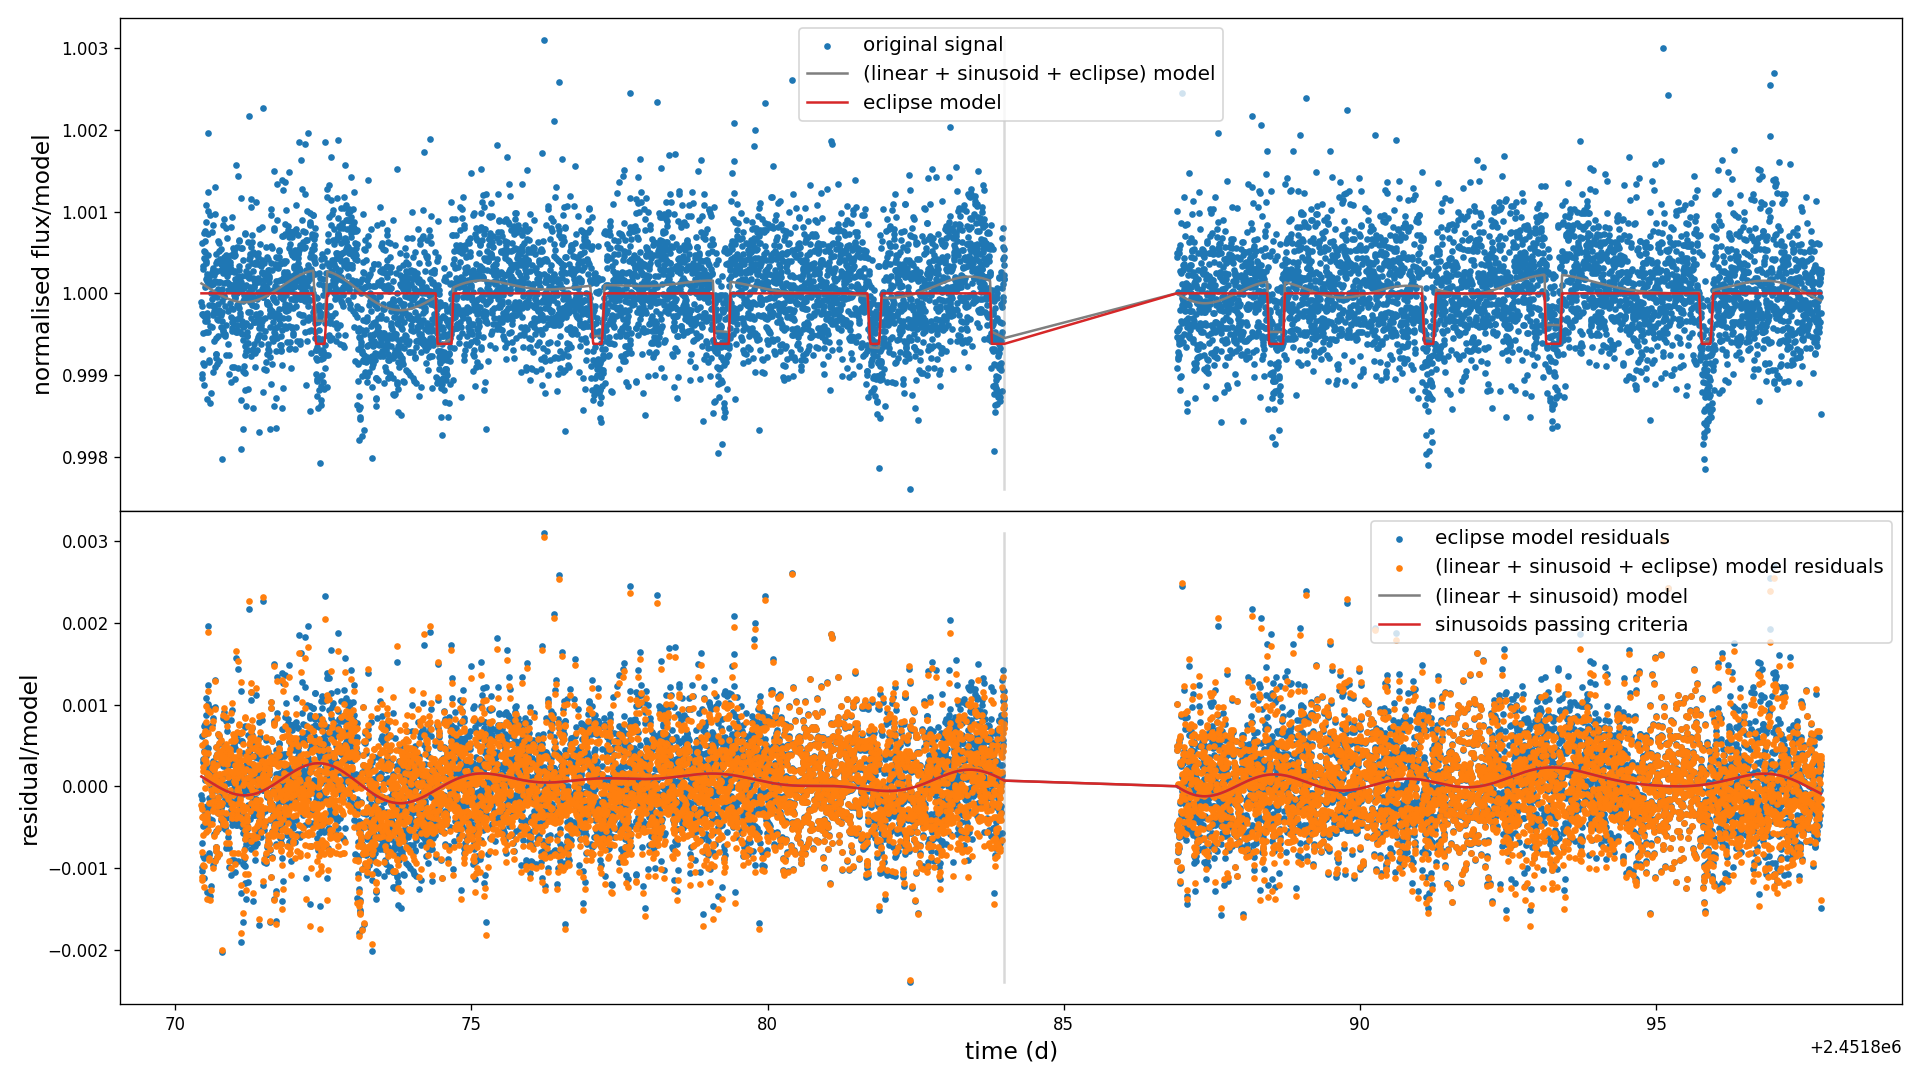 original signal
(linear + sinusoid + eclipse) model
eclipse model
normalised flux/model
1.003
1.002
1.001
1.000
0.999
0.998
eclipse model residuals
(linear + sinusoid + eclipse) model residuals
(linear + sinusoid) model
sinusoids passing criteria
residual/model
0.003
0.002
0.001
0.000
−0.001
−0.002
70
75
80
85
90
95
time (d)
+2.4518e6